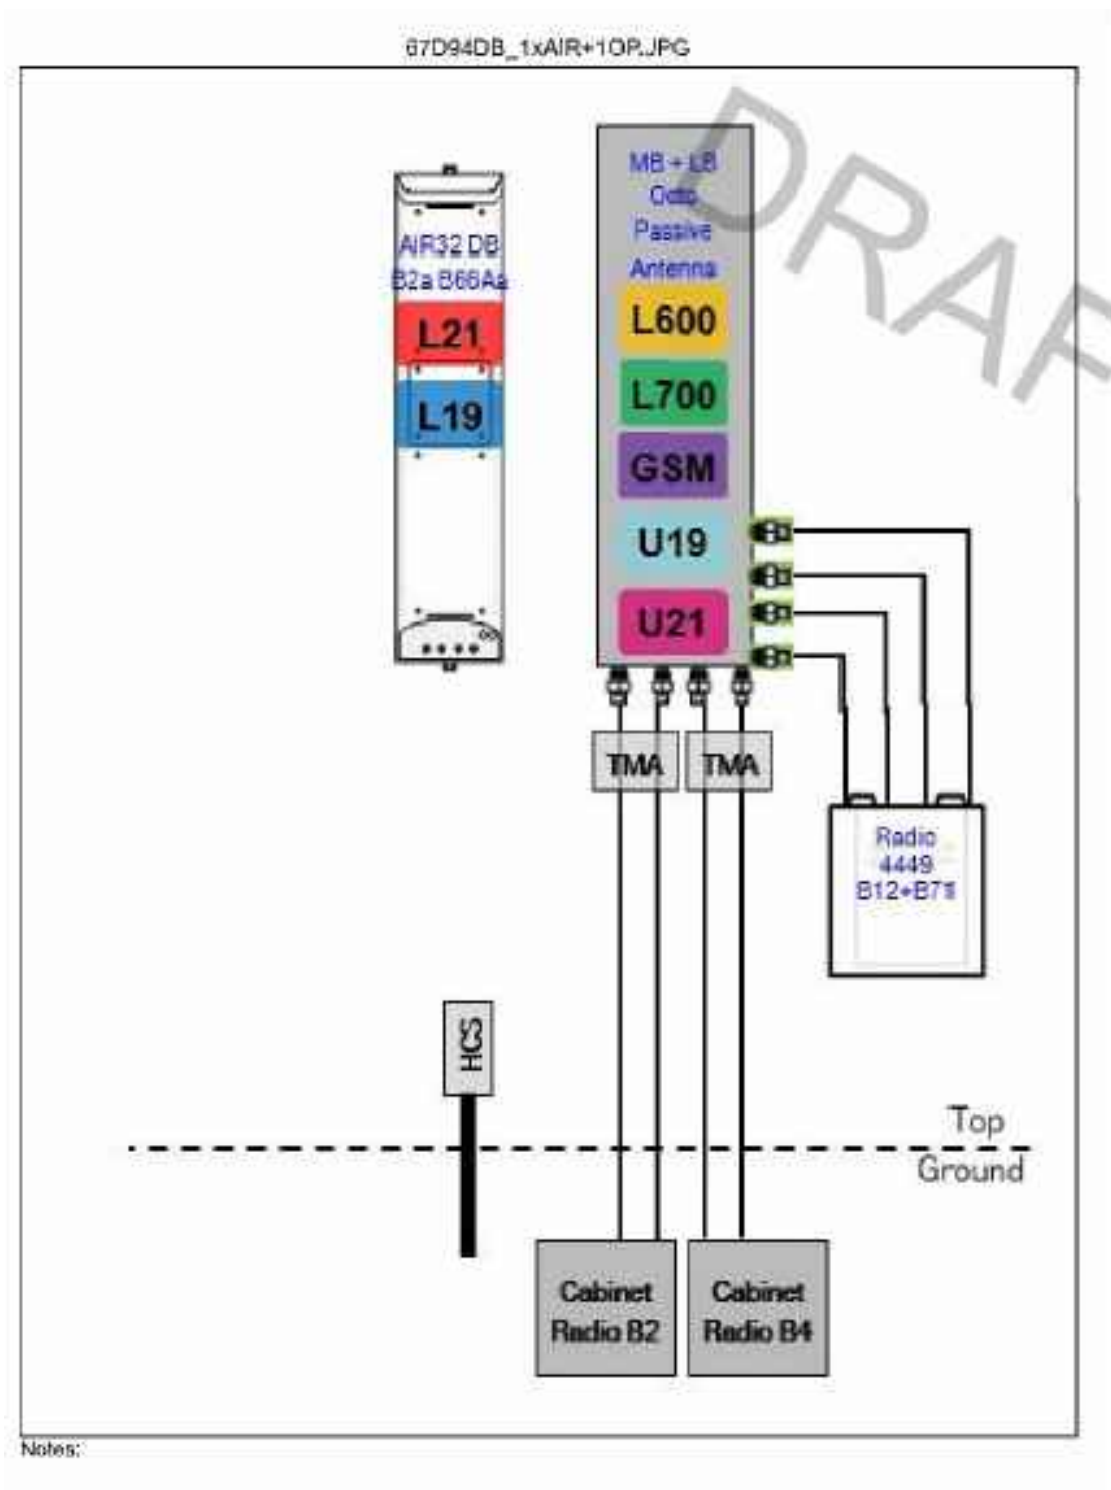 67D94DB_1xAIR+1OP.JPG
DRAF
AIR32 DB
B2a B66Aa
L21
L19
MB + LB
Octo
Passive
Antenna
L600
L700
GSM
U19
U21
TMA
TMA
Radio
4449
B12+B71
HCS
Top
Ground
Cabinet
Radio B2
Cabinet
Radio B4
Notes: